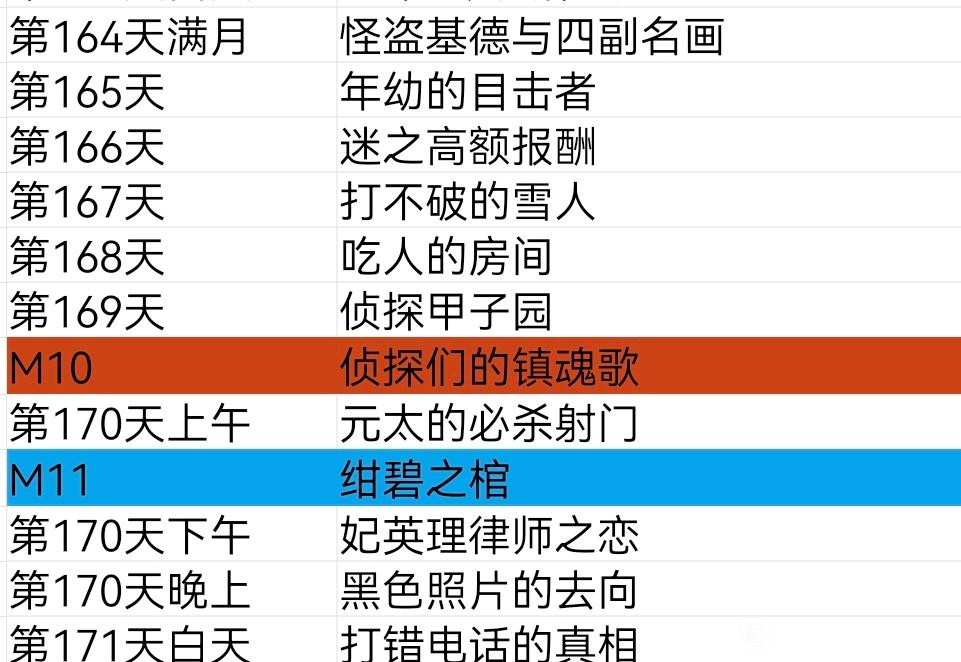 第164天满月 怪盗基德与四副名画
第165天 年幼的目击者
第166天 迷之高额报酬
第167天 打不破的雪人
第168天 吃人的房间
第169天 侦探甲子园
M10 侦探们的镇魂歌
第170天上午 元太的必杀射门
M11 绀碧之棺
第170天下午 妃英理律师之恋
第170天晚上 黑色照片的去向
第171天白天 打错电话的真相